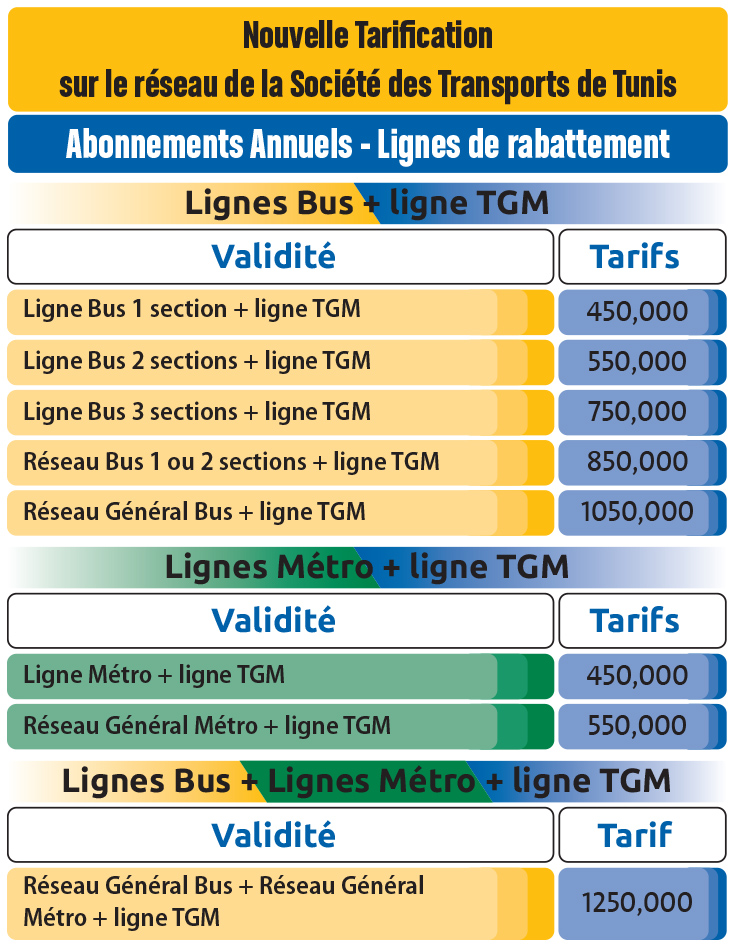 Nouvelle Tarification
sur le réseau de la Société des Transports de Tunis
Abonnements Annuels - Lignes de rabattement
Lignes Bus + ligne TGM
Validité Tarifs
Ligne Bus 1 section + ligne TGM 450,000
Ligne Bus 2 sections + ligne TGM 550,000
Ligne Bus 3 sections + ligne TGM 750,000
Réseau Bus 1 ou 2 sections + ligne TGM 850,000
Réseau Général Bus + ligne TGM 1050,000
Lignes Métro + ligne TGM
Validité Tarifs
Ligne Métro + ligne TGM 450,000
Réseau Général Métro + ligne TGM 550,000
Lignes Bus + Lignes Métro + ligne TGM
Validité Tarif
Réseau Général Bus + Réseau Général
Métro + ligne TGM 1250,000